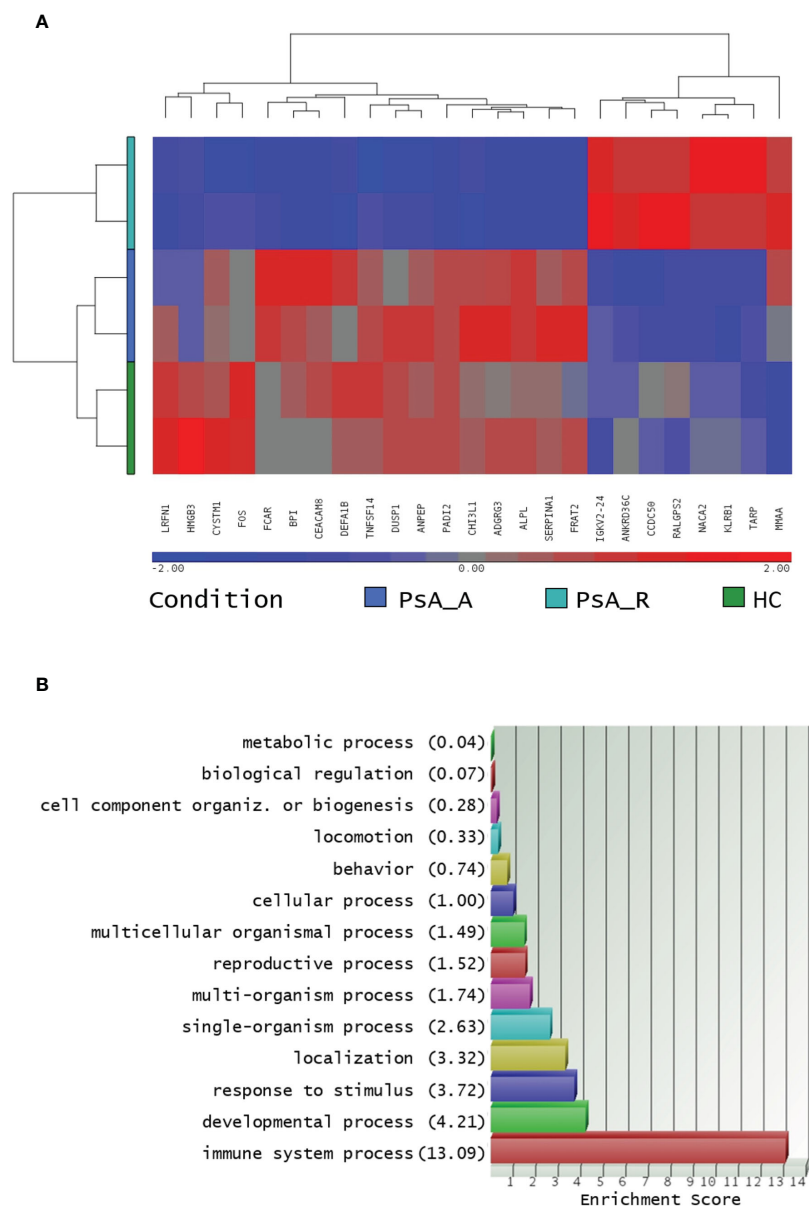 A
LRFN1
HMGB3
CYSTM1
FOS
FCAR
BPI
CEACAM8
DEFA1B
TNFSF14
DUSP1
ANPEP
PADI2
CHI3L1
ADGRG3
ALPL
SERPINA1
FRAT2
IGKV2-24
ANKRD36C
CCDC50
RALGPS2
NACA2
KLRB1
TARP
MMAA
-2.00 0.00 2.00
Condition PsA_A PsA_R HC
B
metabolic process (0.04)
biological regulation (0.07)
cell component organiz. or biogenesis (0.28)
locomotion (0.33)
behavior (0.74)
cellular process (1.00)
multicellular organismal process (1.49)
reproductive process (1.52)
multi-organism process (1.74)
single-organism process (2.63)
localization (3.32)
response to stimulus (3.72)
developmental process (4.21)
immune system process (13.09)
1 2 3 4 5 6 7 8 9 10 11 12 13 14
Enrichment Score